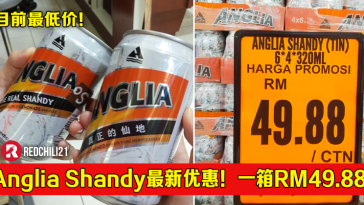 目前最低价!
ANGLIA
REAL SHANDY
ANGLIA
真正的仙地
ANGLIA SHANDY (TIN)
6*4*320ML
HARGA PROMOSI
RM
49.88
/ CTN
REDCHILI21
Anglia Shandy最新优惠! 一箱RM49.88